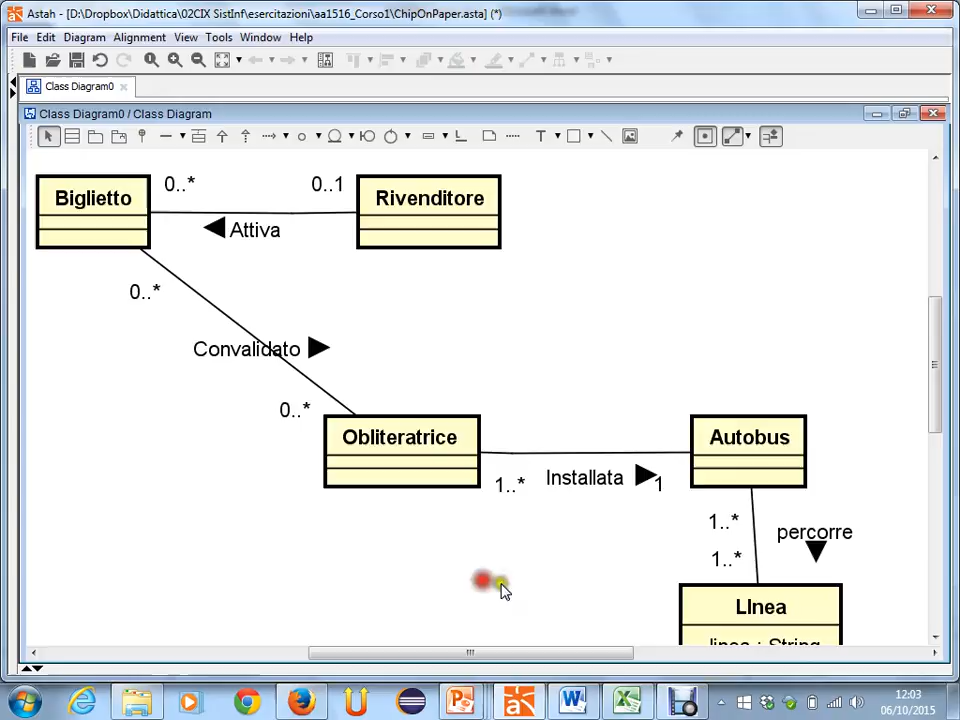 Astah - [D:\Dropbox\Didattica\02CIX SistInf\esercitazioni\aa1516_Corso1\ChipOnPaper.asta] (*)
File Edit Diagram Alignment View Tools Window Help
Class Diagram0
Class Diagram0 / Class Diagram
T
Biglietto
0..*
0..1
Rivenditore
Attiva
0..*
Convalidato
0..*
Obliteratrice
Autobus
1..*
Installata
1
1..*
percorre
1..*
LInea
linea : String
12:03
06/10/2015